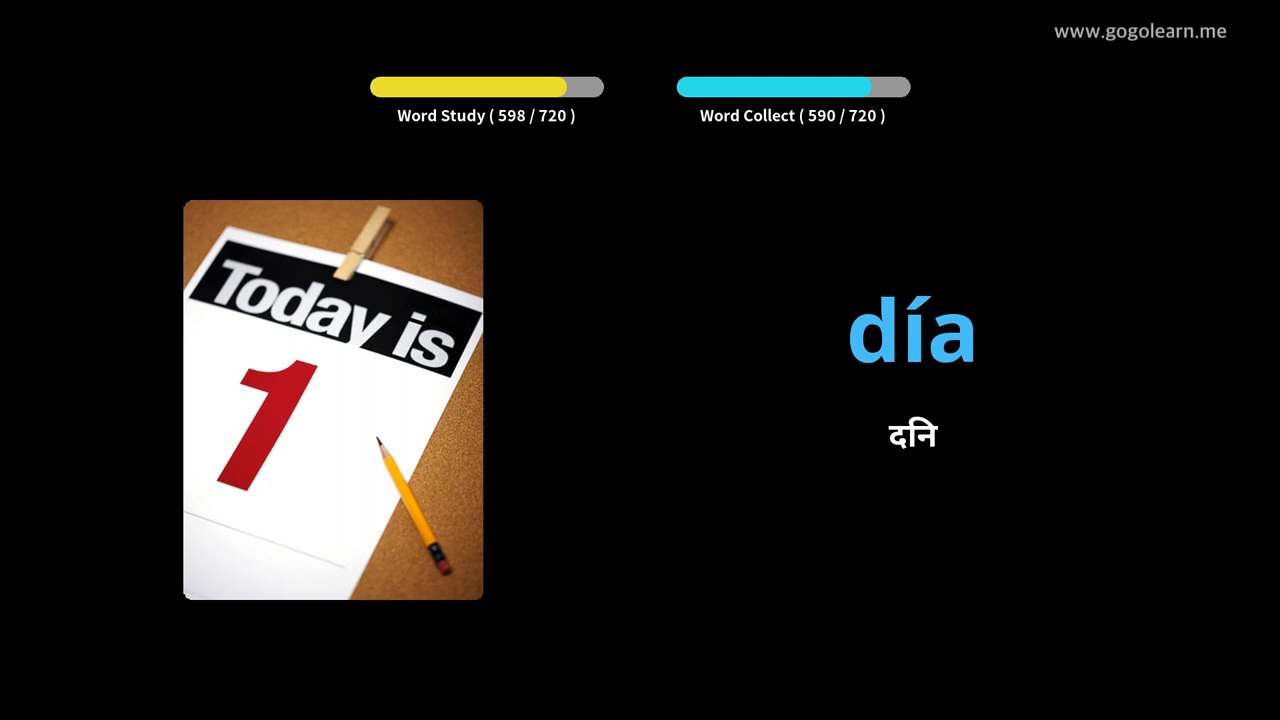 www.gogolearn.me
Word Study ( 598 / 720 )
Word Collect ( 590 / 720 )
Today is
1
día
दनि